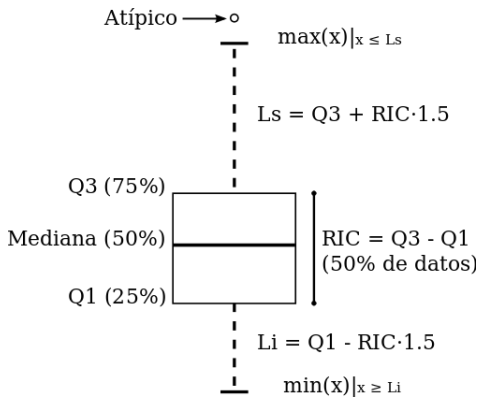 Atípico
max(x)|x ≤ Ls
Ls = Q3 + RIC·1.5
Q3 (75%)
Mediana (50%)
RIC = Q3 - Q1
(50% de datos)
Q1 (25%)
Li = Q1 - RIC·1.5
min(x)|x ≥ Li